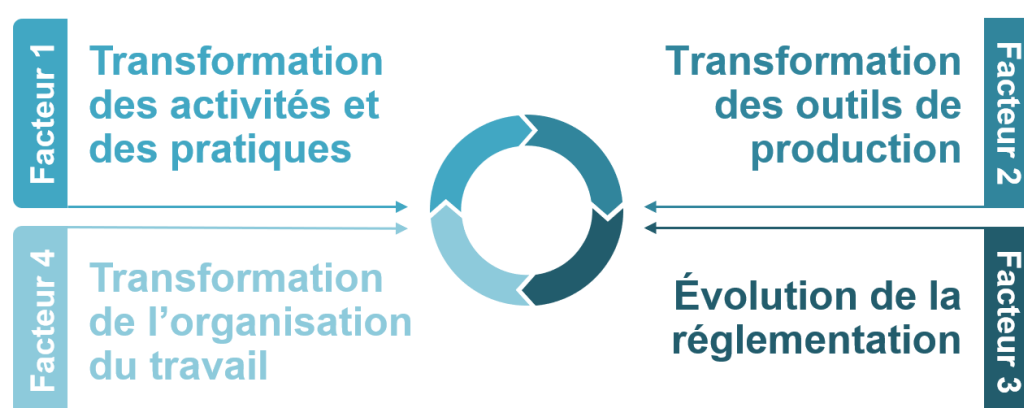 Facteur 1
Transformation
des activités et
des pratiques
Facteur 2
Transformation
des outils de
production
Facteur 3
Évolution de la
réglementation
Facteur 4
Transformation
de l’organisation
du travail